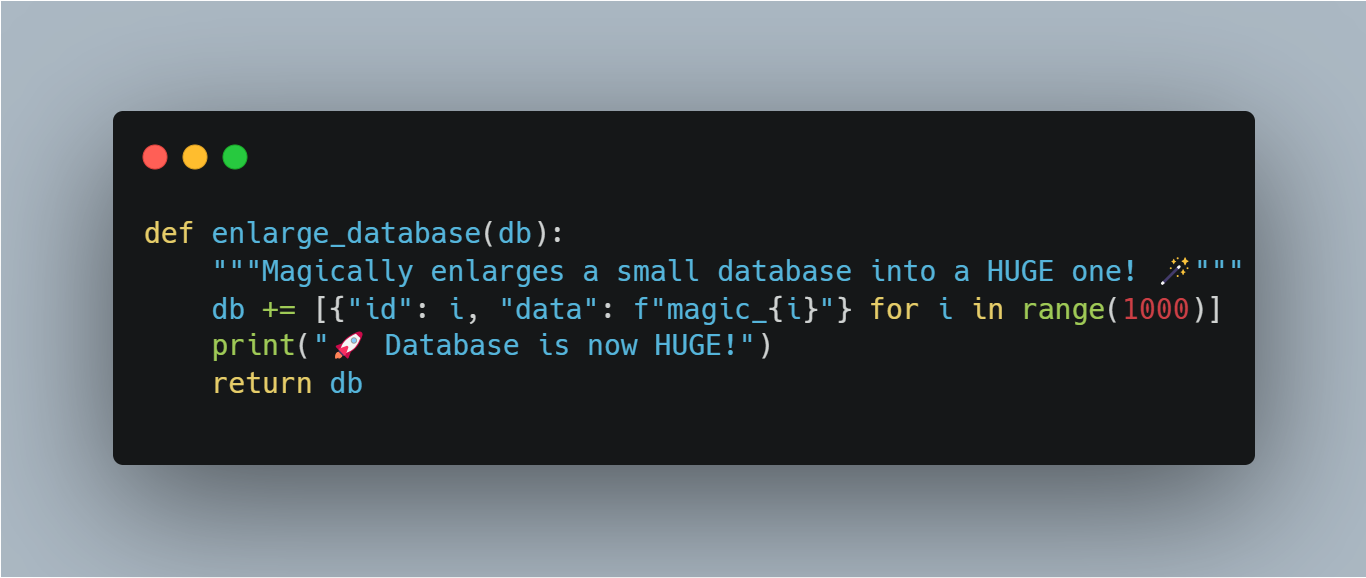 def enlarge_database(db):
    """Magically enlarges a small database into a HUGE one! 🪄"""
    db += [{"id": i, "data": f"magic_{i}"} for i in range(1000)]
    print("🚀 Database is now HUGE!")
    return db